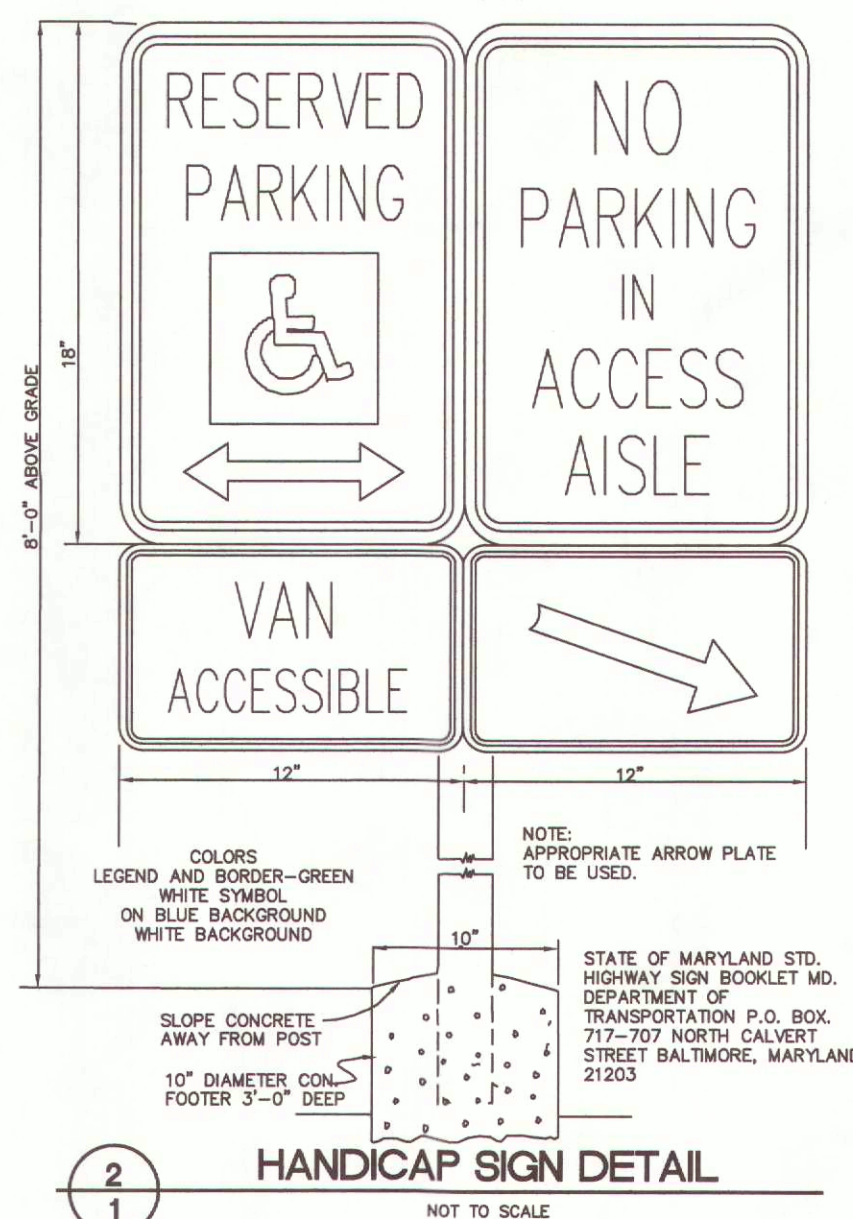 RESERVED
PARKING
NO
PARKING
IN
ACCESS
AISLE
18"
8'-0" ABOVE GRADE
VAN
ACCESSIBLE
12"
12"
COLORS
LEGEND AND BORDER-GREEN
WHITE SYMBOL
ON BLUE BACKGROUND
WHITE BACKGROUND
NOTE:
APPROPRIATE ARROW PLATE
TO BE USED.
10"
SLOPE CONCRETE
AWAY FROM POST
10" DIAMETER CON.
FOOTER 3'-0" DEEP
STATE OF MARYLAND STD.
HIGHWAY SIGN BOOKLET MD.
DEPARTMENT OF
TRANSPORTATION P.O. BOX.
717-707 NORTH CALVERT
STREET BALTIMORE, MARYLAND
21203
2
1
HANDICAP SIGN DETAIL
NOT TO SCALE